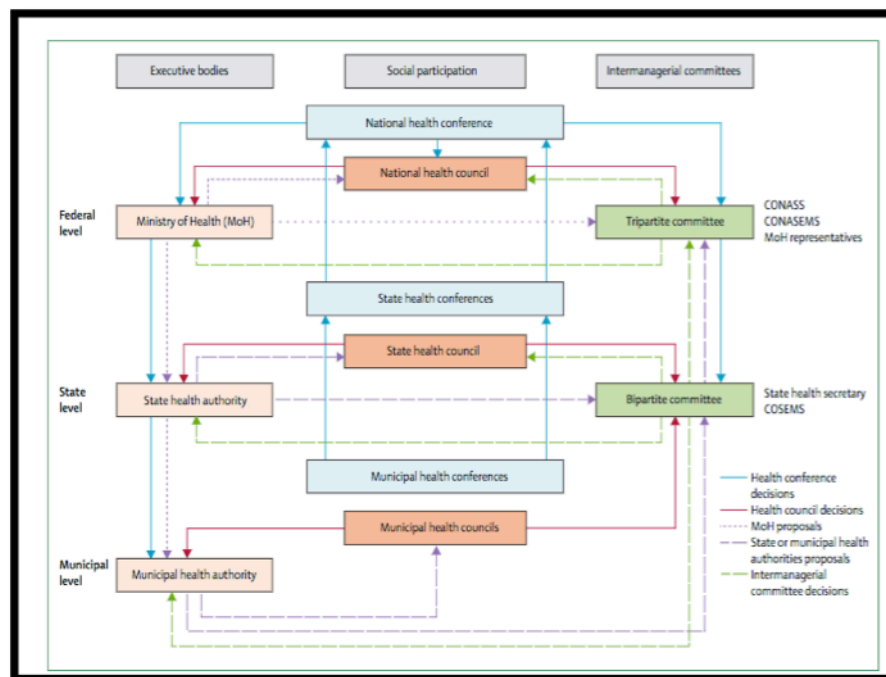 Executive bodies
Social participation
Intermanagerial committees
National health conference
National health council
Federal
level
Ministry of Health (MoH)
Tripartite committee
CONASS
CONASEMS
MoH representatives
State health conferences
State health council
State
level
State health authority
Bipartite committee
State health secretary
COSEMS
Municipal health conferences
Municipal health councils
Municipal
level
Municipal health authority
Health conference
decisions
Health council decisions
MoH proposals
State or municipal health
authorities proposals
Intermanagerial
committee decisions